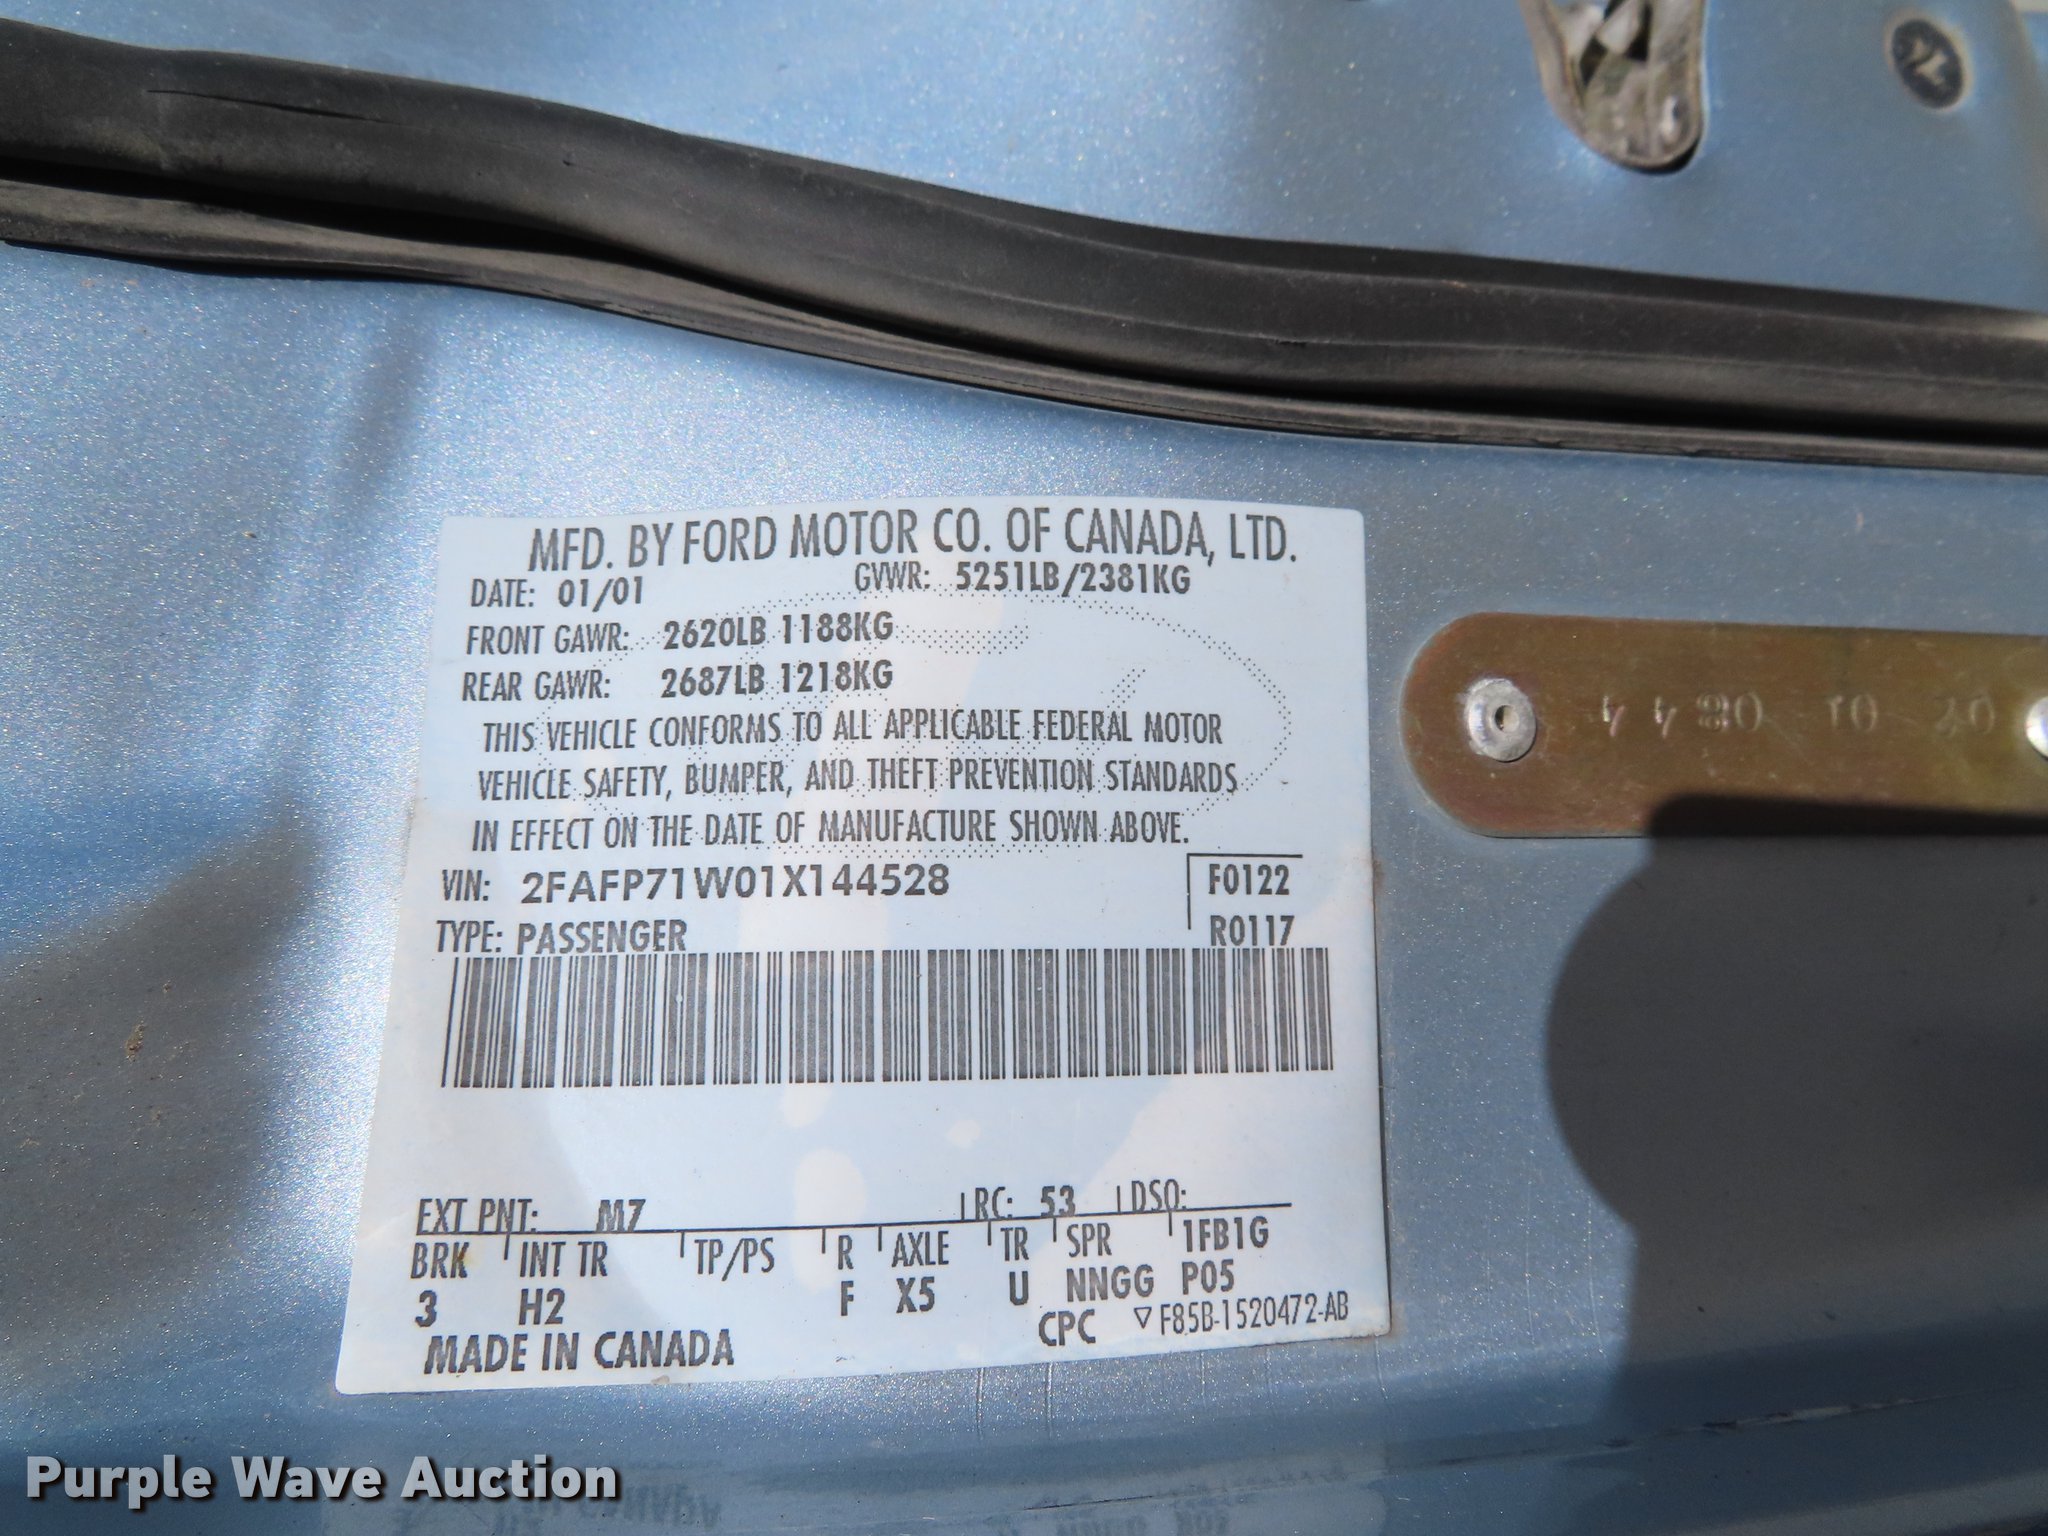 MFD. BY FORD MOTOR CO. OF CANADA, LTD.
DATE: 01/01 GVWR: 5251LB/2381KG
FRONT GAWR: 2620LB 1188KG
REAR GAWR: 2687LB 1218KG
THIS VEHICLE CONFORMS TO ALL APPLICABLE FEDERAL MOTOR
VEHICLE SAFETY, BUMPER, AND THEFT PREVENTION STANDARDS
IN EFFECT ON THE DATE OF MANUFACTURE SHOWN ABOVE.
VIN: 2FAFP71W01X144528 F0122
TYPE: PASSENGER R0117
EXT PNT: M7 RC: 53 DSO:
BRK INT TR TP/PS R AXLE TR SPR 1FB1G
3 H2 F X5 U NNGG P05
MADE IN CANADA CPC ▽ F85B-1520472-AB
Purple Wave Auction